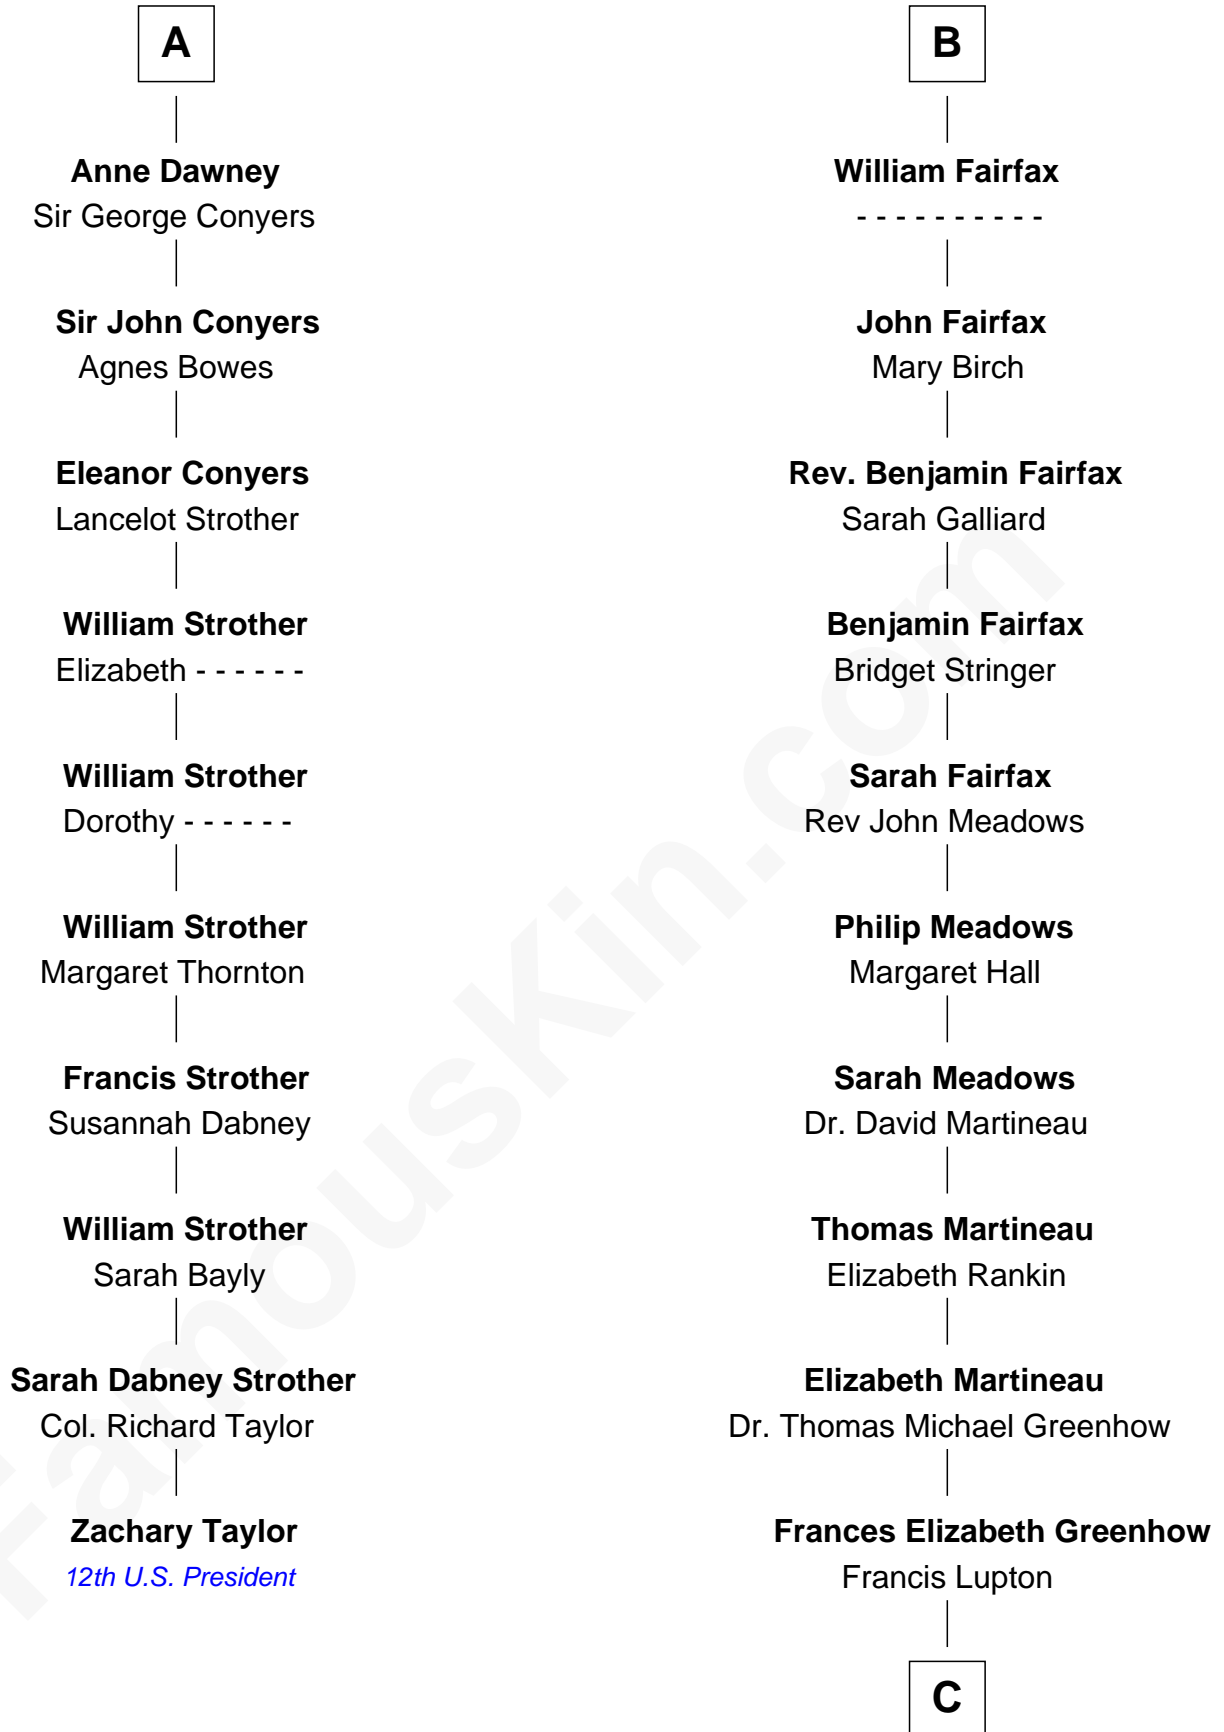 A
Anne Dawney
Sir George Conyers
Sir John Conyers
Agnes Bowes
Eleanor Conyers
Lancelot Strother
William Strother
Elizabeth - - - - - -
William Strother
Dorothy - - - - - -
William Strother
Margaret Thornton
Francis Strother
Susannah Dabney
William Strother
Sarah Bayly
Sarah Dabney Strother
Col. Richard Taylor
Zachary Taylor
12th U.S. President
B
William Fairfax
- - - - - - - - - -
John Fairfax
Mary Birch
Rev. Benjamin Fairfax
Sarah Galliard
Benjamin Fairfax
Bridget Stringer
Sarah Fairfax
Rev John Meadows
Philip Meadows
Margaret Hall
Sarah Meadows
Dr. David Martineau
Thomas Martineau
Elizabeth Rankin
Elizabeth Martineau
Dr. Thomas Michael Greenhow
Frances Elizabeth Greenhow
Francis Lupton
C
FamousKin.com